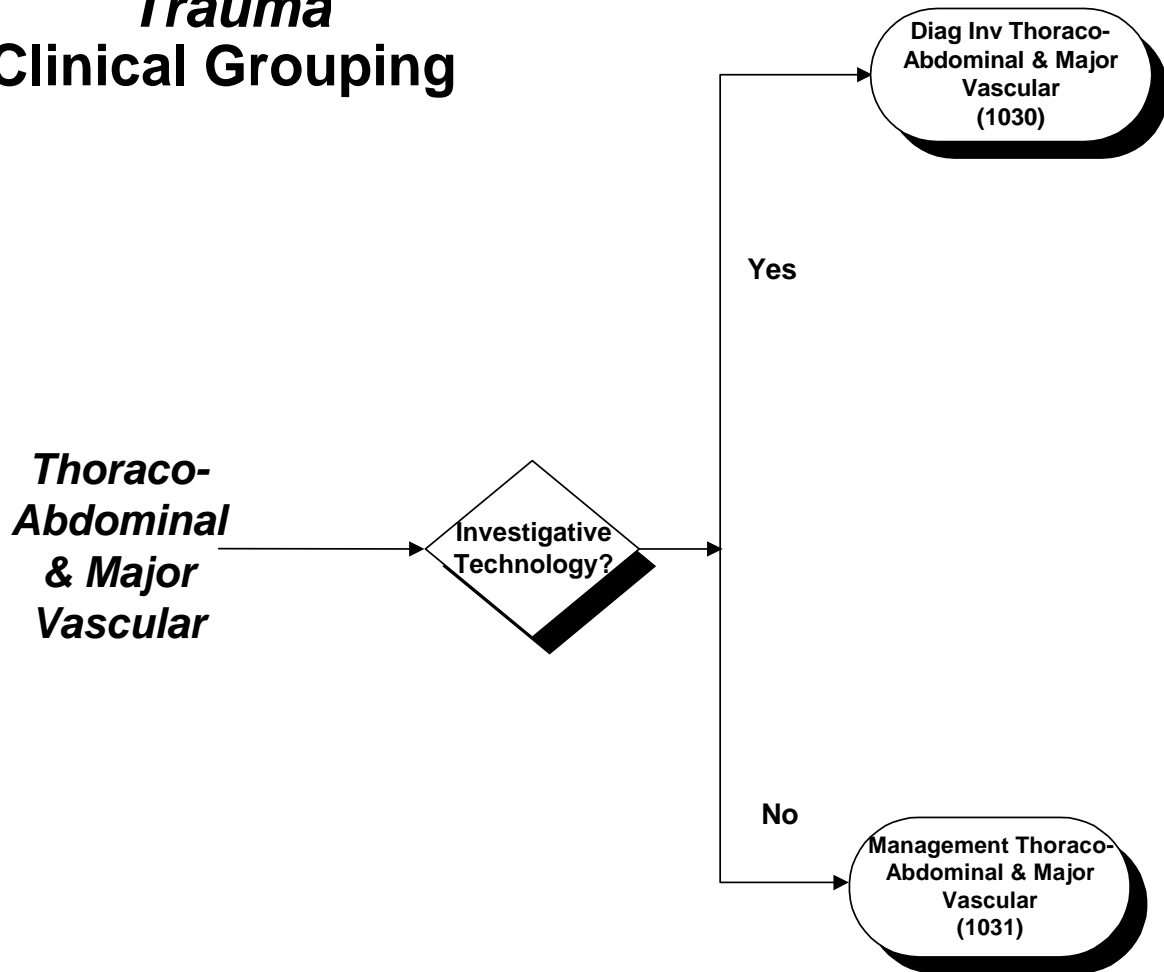 Trauma
Clinical Grouping
Diag Inv Thoraco-
Abdominal & Major
Vascular
(1030)
Yes
Thoraco-
Abdominal
& Major
Vascular
Investigative
Technology?
No
Management Thoraco-
Abdominal & Major
Vascular
(1031)